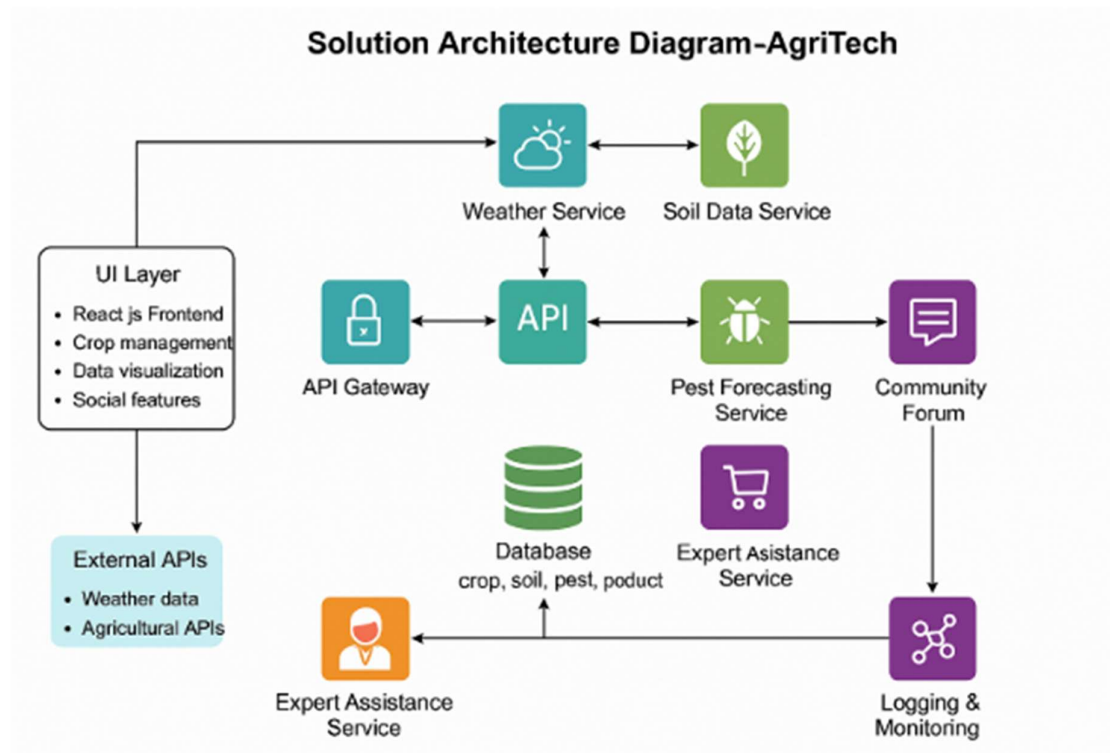 Solution Architecture Diagram-AgriTech
Weather Service
Soil Data Service
UI Layer
• React js Frontend
• Crop management
• Data visualization
• Social features
API Gateway
API
Pest Forecasting
Service
Community
Forum
Database
crop, soil, pest, poduct
Expert Asistance
Service
External APIs
• Weather data
• Agricultural APIs
Expert Assistance
Service
Logging &
Monitoring